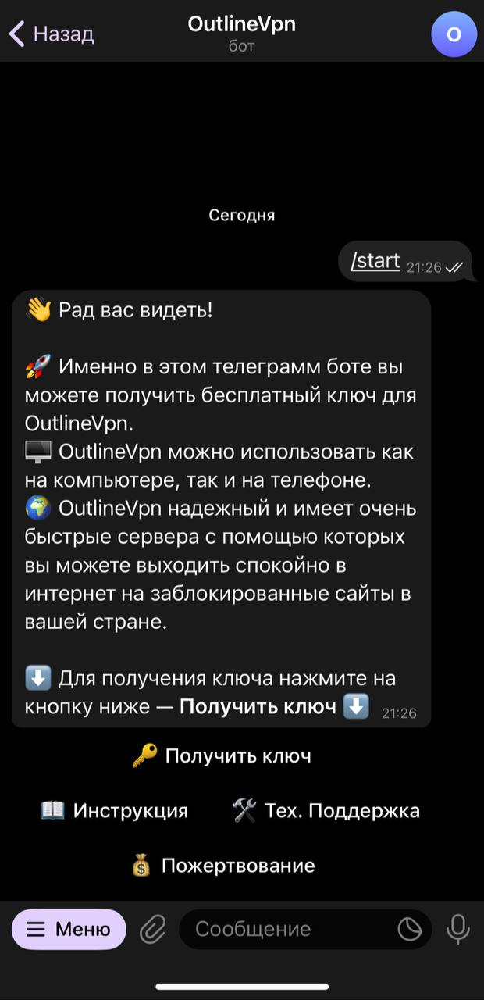 Назад
OutlineVpn
бот
O
Сегодня
/start 21:26
👋 Рад вас видеть!
🚀 Именно в этом телеграмм боте вы
можете получить бесплатный ключ для
OutlineVpn.
🖥 OutlineVpn можно использовать как
на компьютере, так и на телефоне.
🌍 OutlineVpn надежный и имеет очень
быстрые сервера с помощью которых
вы можете выходить спокойно в
интернет на заблокированные сайты в
вашей стране.
⬇️ Для получения ключа нажмите на
кнопку ниже — Получить ключ ⬇️ 21:26
🔑 Получить ключ
📖 Инструкция
🛠 Тех. Поддержка
💰 Пожертвование
Меню
Сообщение